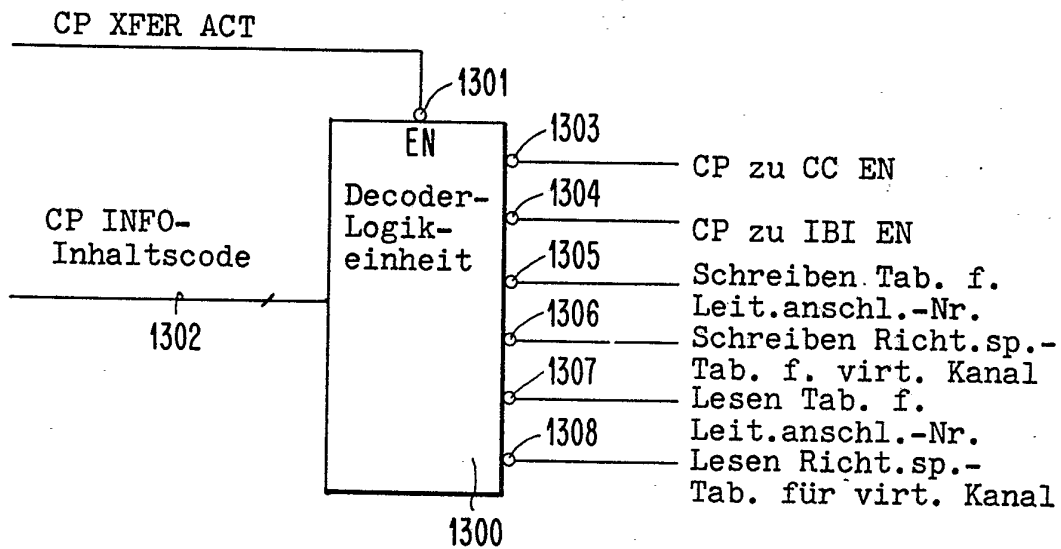 CP XFER ACT
1301
EN
1303
CP zu CC EN
Decoder-
Logik-
einheit
1304
CP zu IBI EN
CP INFO-
Inhaltscode
1302
1305
Schreiben Tab. f.
Leit.anschl.-Nr.
1306
Schreiben Richt.sp.-
Tab. f. virt. Kanal
1307
Lesen Tab. f.
Leit.anschl.-Nr.
1308
Lesen Richt.sp.-
Tab. für virt. Kanal
1300